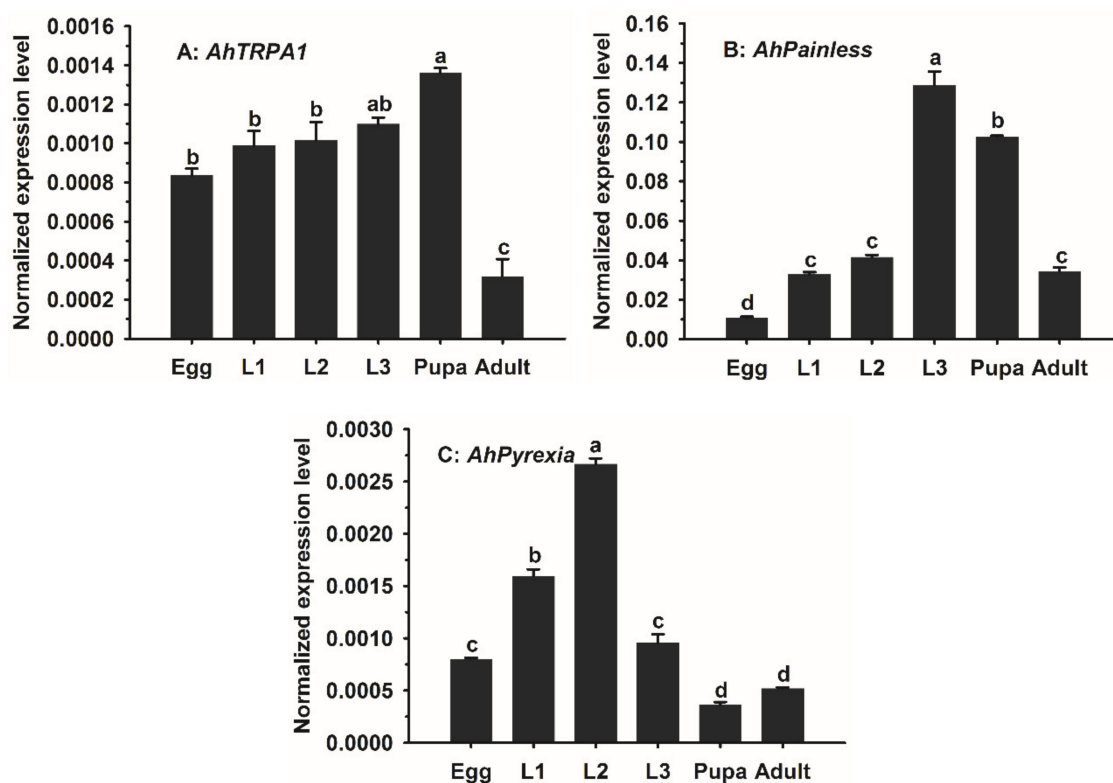 A: AhTRPA1
Normalized expression level
0.0016
0.0014
0.0012
0.0010
0.0008
0.0006
0.0004
0.0002
0.0000
b
b
b
ab
a
c
Egg L1 L2 L3 Pupa Adult
B: AhPainless
Normalized expression level
0.16
0.14
0.12
0.10
0.08
0.06
0.04
0.02
0.00
d
c
c
a
b
c
Egg L1 L2 L3 Pupa Adult
C: AhPyrexia
Normalized expression level
0.0030
0.0025
0.0020
0.0015
0.0010
0.0005
0.0000
c
b
a
c
d
d
Egg L1 L2 L3 Pupa Adult